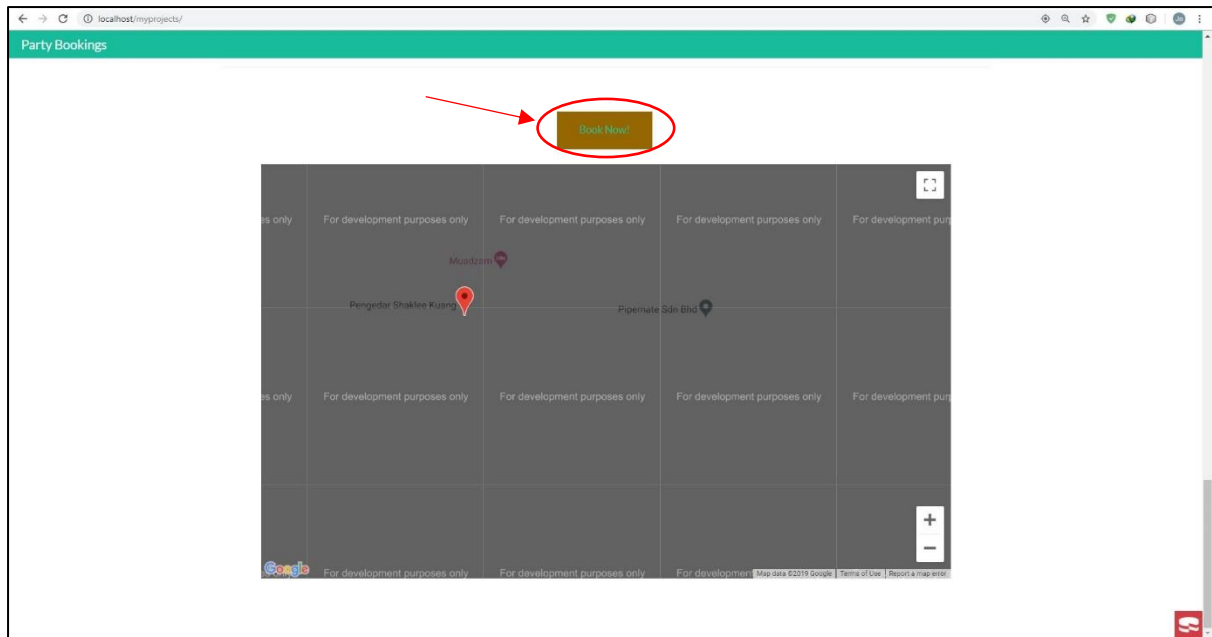 localhost/myprojects/
Jo
Party Bookings
Book Now!
es only For development purposes only For development purposes only For development purposes only For development purp
Muadzam
Pengedar Shaklee Kuang
Pipemate Sdn Bhd
es only For development purposes only For development purposes only For development purposes only For development purp
Google For development purposes only For development purposes only For development Map data ©2019 Google Terms of Use Report a map error